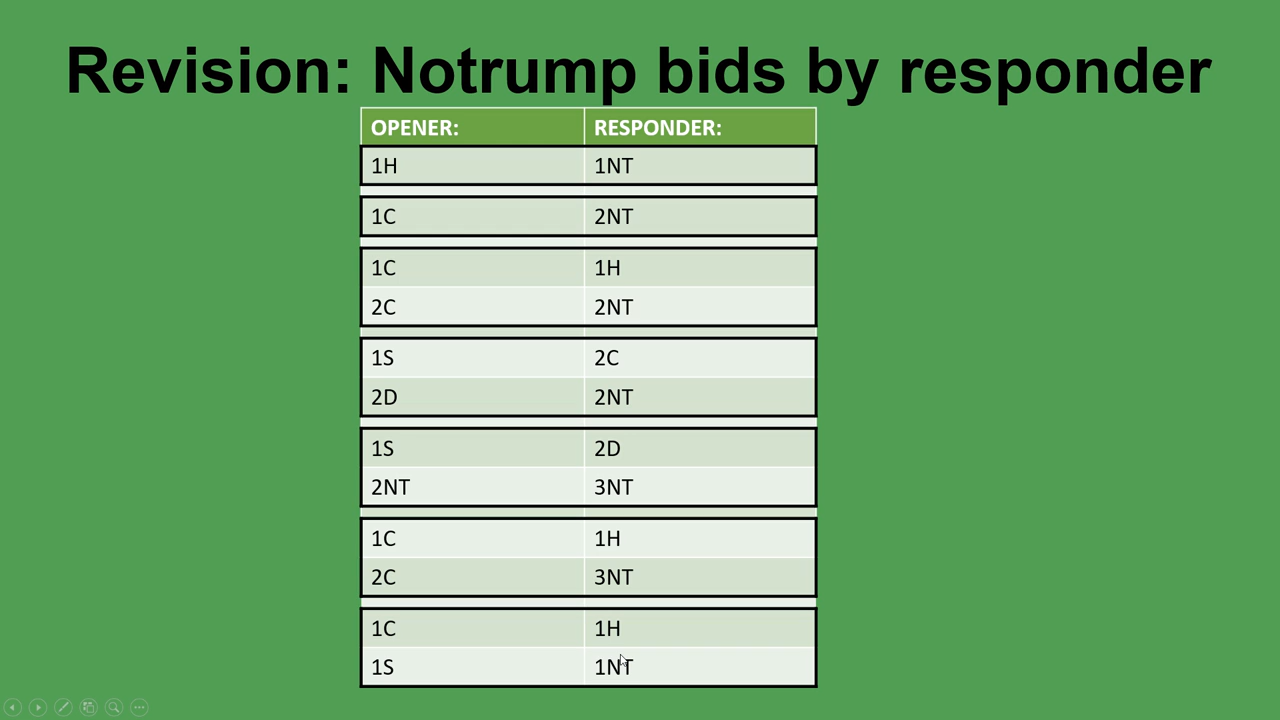 Revision: Notrump bids by responder
OPENER: RESPONDER:
1H 1NT
1C 2NT
1C 1H
2C 2NT
1S 2C
2D 2NT
1S 2D
2NT 3NT
1C 1H
2C 3NT
1C 1H
1S 1NT